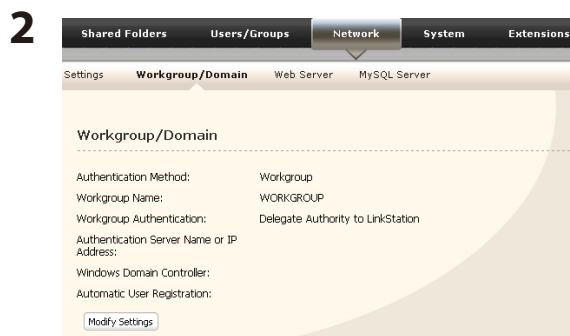 2
Shared Folders Users/Groups Network System Extensions
Settings Workgroup/Domain Web Server MySQL Server
Workgroup/Domain
Authentication Method: Workgroup
Workgroup Name: WORKGROUP
Workgroup Authentication: Delegate Authority to LinkStation
Authentication Server Name or IP
Address:
Windows Domain Controller:
Automatic User Registration:
Modify Settings